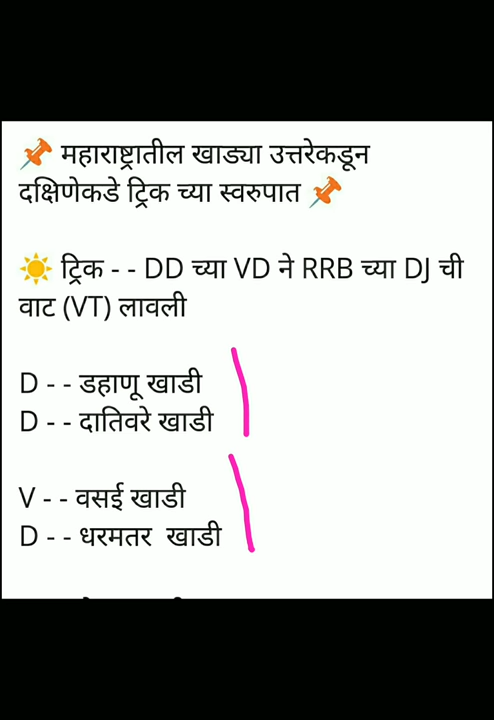 📌 महाराष्ट्रातील खाड्या उत्तरेकडून
दक्षिणेकडे ट्रिक च्या स्वरुपात 📌
☀️ ट्रिक - - DD च्या VD ने RRB च्या DJ ची
वाट (VT) लावली
D - - डहाणू खाडी
D - - दातिवरे खाडी
V - - वसई खाडी
D - - धरमतर खाडी